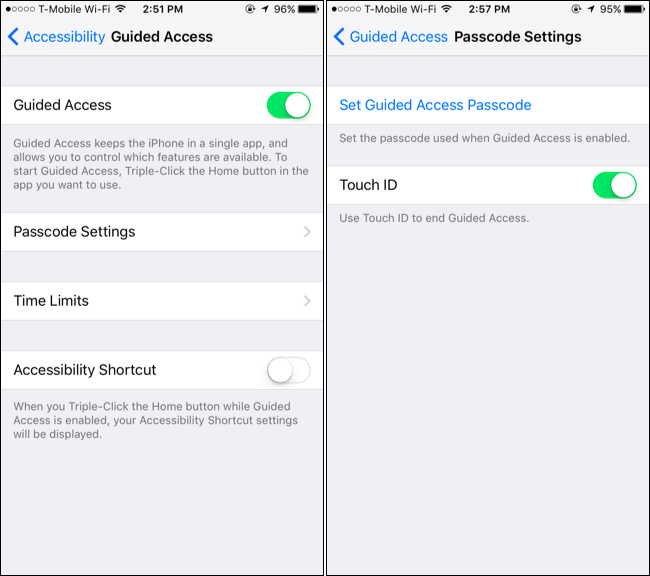 T-Mobile Wi-Fi 2:51 PM 96%
Accessibility Guided Access
Guided Access
Guided Access keeps the iPhone in a single app, and
allows you to control which features are available. To
start Guided Access, Triple-Click the Home button in the
app you want to use.
Passcode Settings
Time Limits
Accessibility Shortcut
When you Triple-Click the Home button while Guided
Access is enabled, your Accessibility Shortcut settings
will be displayed.
T-Mobile Wi-Fi 2:57 PM 95%
Guided Access Passcode Settings
Set Guided Access Passcode
Set the passcode used when Guided Access is enabled.
Touch ID
Use Touch ID to end Guided Access.